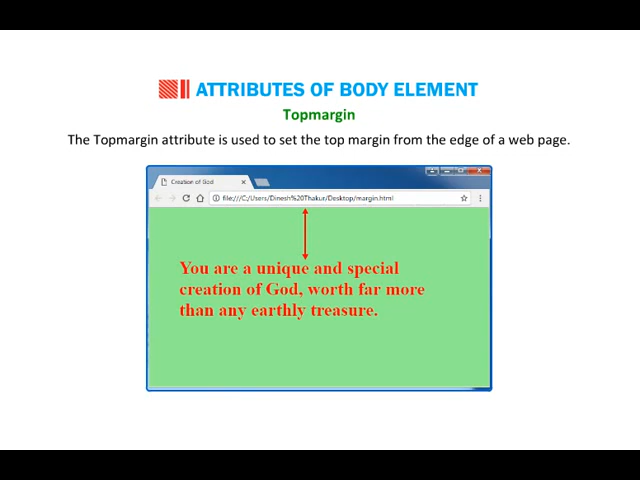 ATTRIBUTES OF BODY ELEMENT
Topmargin
The Topmargin attribute is used to set the top margin from the edge of a web page.
Creation of God
file:///C:/Users/Dinesh%20Thakur/Desktop/margin.html
You are a unique and special
creation of God, worth far more
than any earthly treasure.